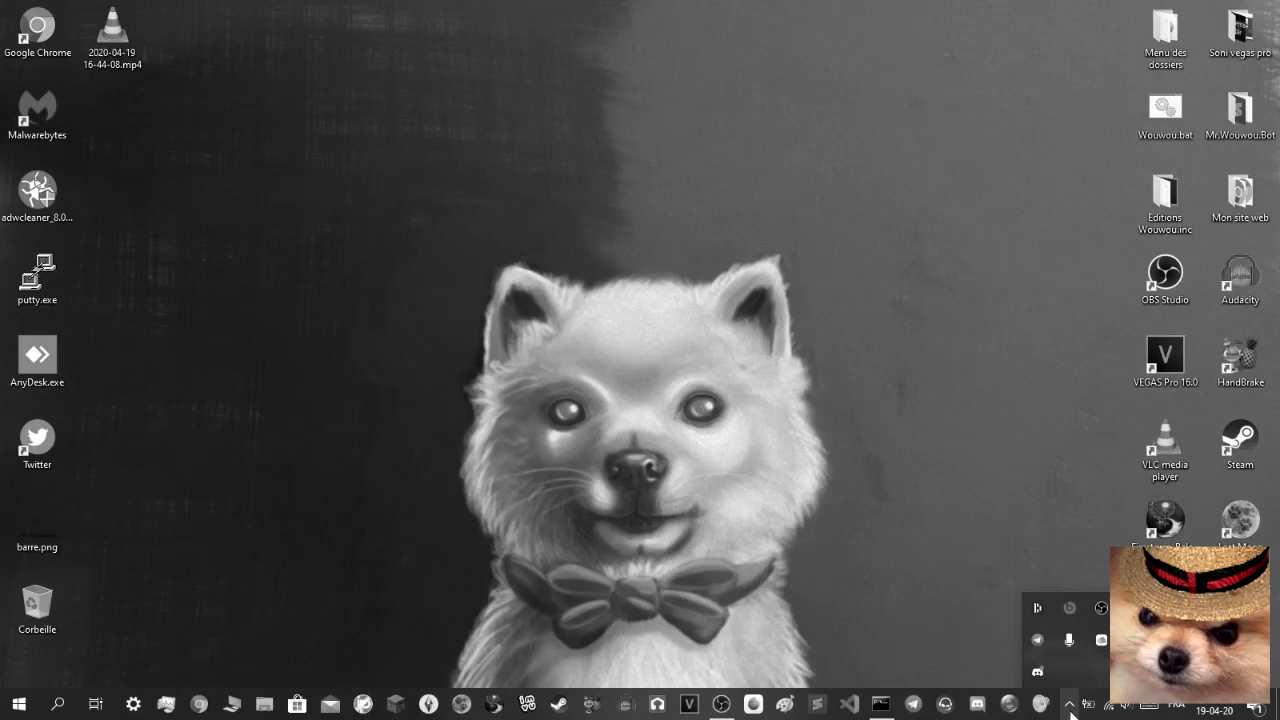 Google Chrome
2020-04-19
16-44-08.mp4
Malwarebytes
adwcleaner_8.0...
putty.exe
AnyDesk.exe
Twitter
barre.png
Corbeille
Menu des
dossiers
Soni vegas pro
Wouwou.bat
Mr.Wouwou.Bot
Editions
Wouwou.inc
Mon site web
OBS Studio
Audacity
VEGAS Pro 16.0
HandBrake
VLC media
player
Steam
FRA
19-04-20